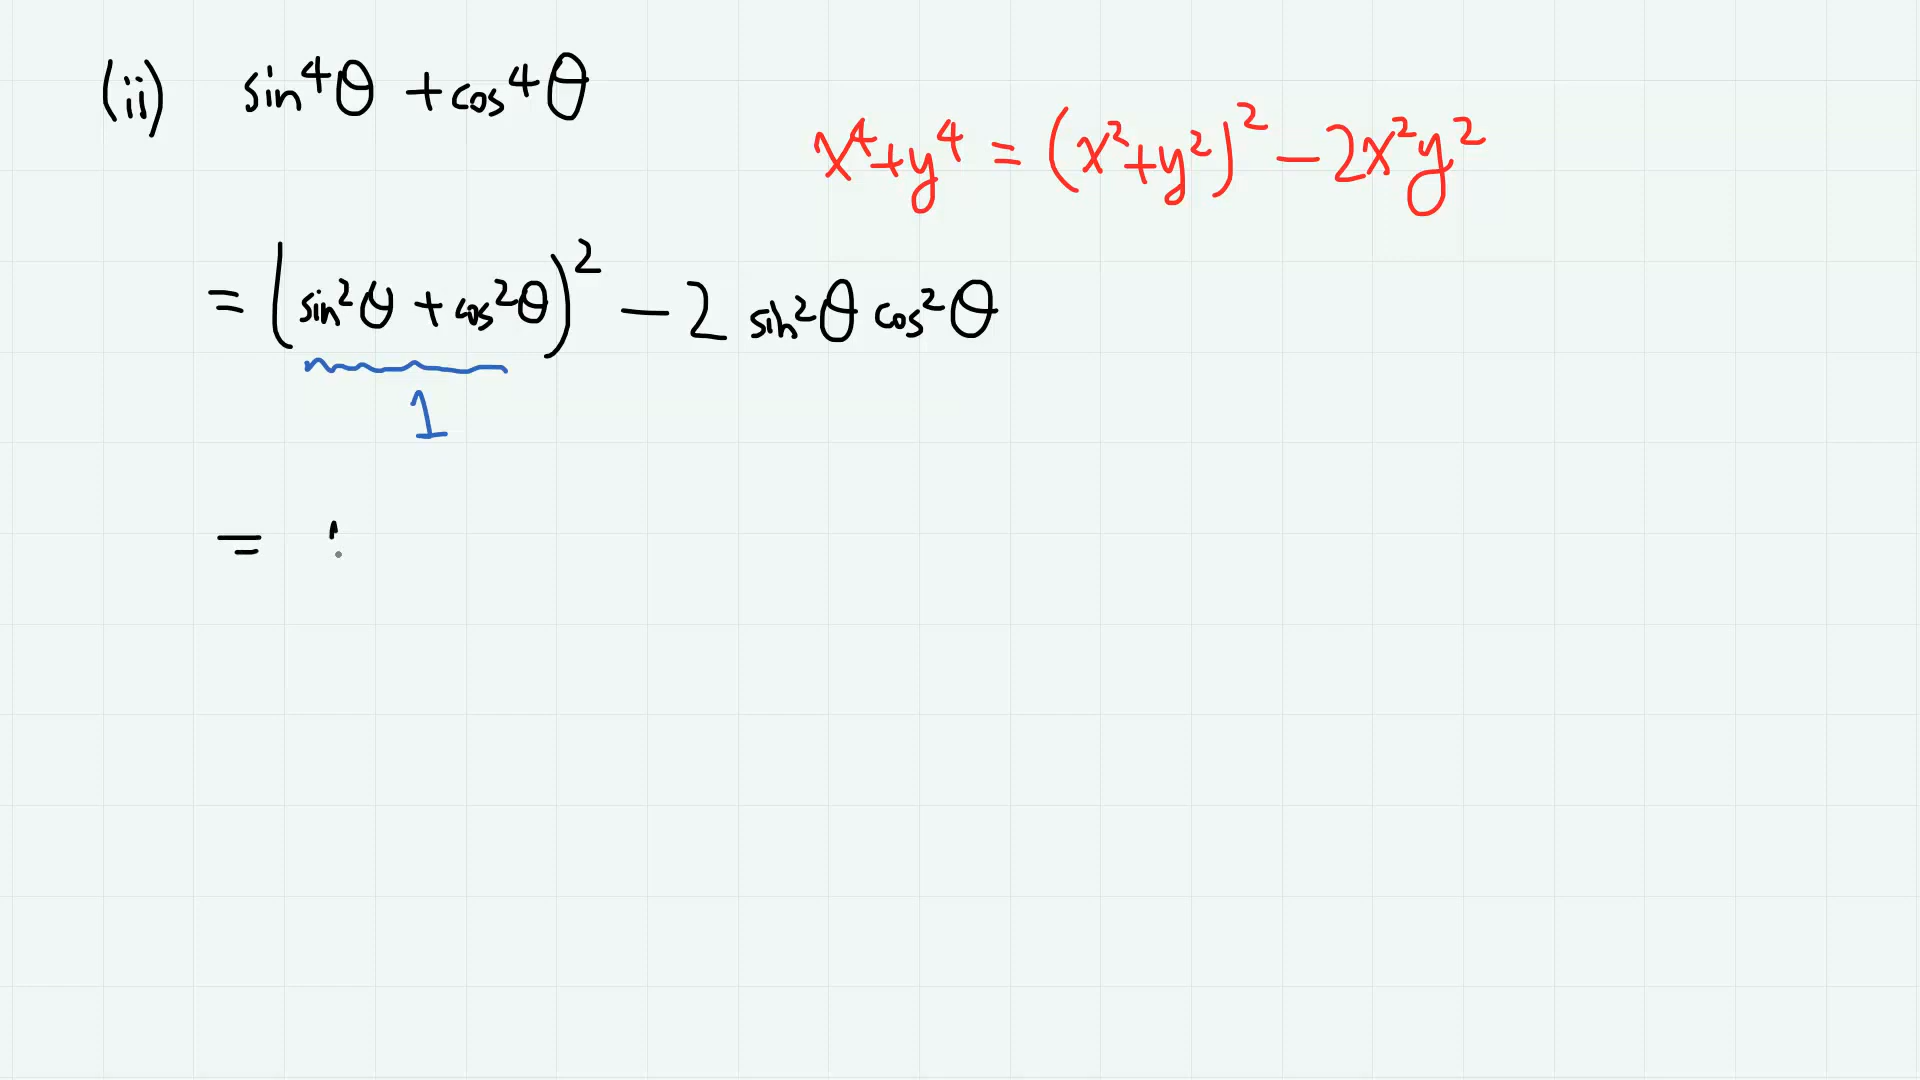 (ii) sin⁴θ + cos⁴θ
x⁴+y⁴ = (x²+y²)² − 2x²y²
= (sin²θ + cos²θ)² − 2 sin²θ cos²θ
1
=